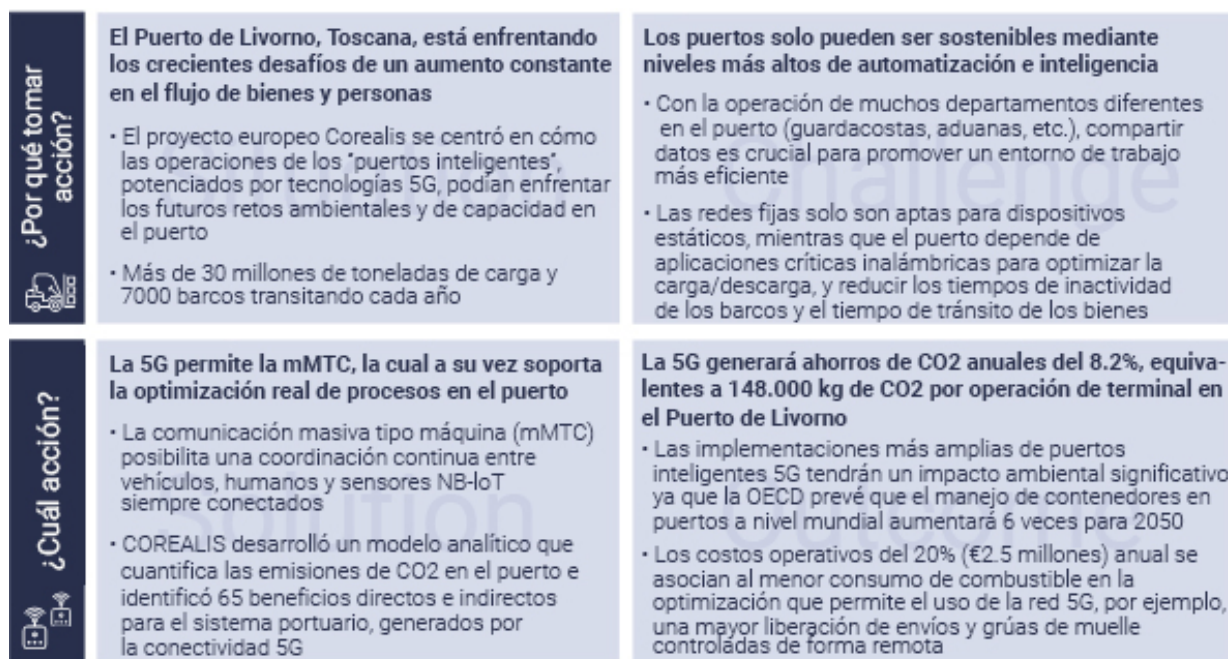 ¿Por qué tomar
acción?
El Puerto de Livorno, Toscana, está enfrentando
los crecientes desafíos de un aumento constante
en el flujo de bienes y personas
• El proyecto europeo Corealis se centró en cómo
las operaciones de los "puertos inteligentes",
potenciados por tecnologías 5G, podían enfrentar
los futuros retos ambientales y de capacidad en
el puerto
• Más de 30 millones de toneladas de carga y
7000 barcos transitando cada año
Situation
Los puertos solo pueden ser sostenibles mediante
niveles más altos de automatización e inteligencia
• Con la operación de muchos departamentos diferentes
en el puerto (guardacostas, aduanas, etc.), compartir
datos es crucial para promover un entorno de trabajo
más eficiente
• Las redes fijas solo son aptas para dispositivos
estáticos, mientras que el puerto depende de
aplicaciones críticas inalámbricas para optimizar la
carga/descarga, y reducir los tiempos de inactividad
de los barcos y el tiempo de tránsito de los bienes
Challenge
¿Cuál acción?
La 5G permite la mMTC, la cual a su vez soporta
la optimización real de procesos en el puerto
• La comunicación masiva tipo máquina (mMTC)
posibilita una coordinación continua entre
vehículos, humanos y sensores NB-IoT
siempre conectados
• COREALIS desarrolló un modelo analítico que
cuantifica las emisiones de CO2 en el puerto e
identificó 65 beneficios directos e indirectos
para el sistema portuario, generados por
la conectividad 5G
Solution
La 5G generará ahorros de CO2 anuales del 8.2%, equiva-
lentes a 148.000 kg de CO2 por operación de terminal en
el Puerto de Livorno
• Las implementaciones más amplias de puertos
inteligentes 5G tendrán un impacto ambiental significativo
ya que la OECD prevé que el manejo de contenedores en
puertos a nivel mundial aumentará 6 veces para 2050
• Los costos operativos del 20% (€2.5 millones) anual se
asocian al menor consumo de combustible en la
optimización que permite el uso de la red 5G, por ejemplo,
una mayor liberación de envíos y grúas de muelle
controladas de forma remota
Outcome